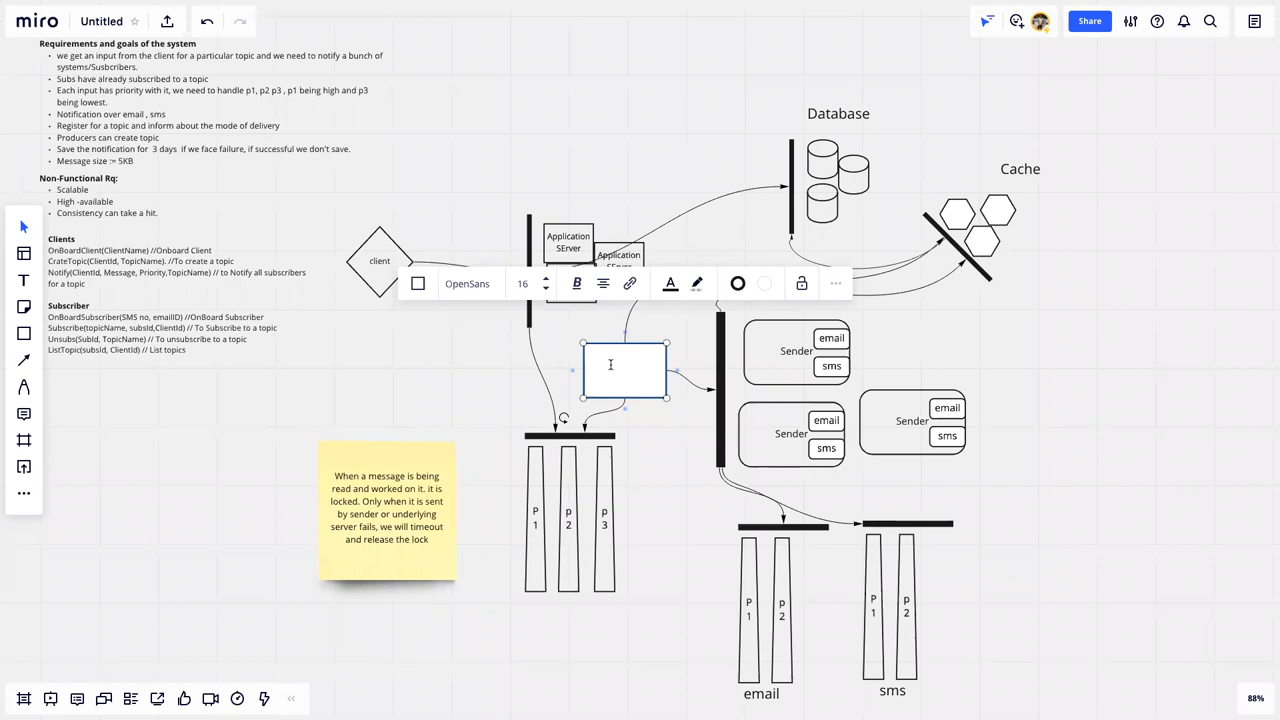 miro
Untitled
Share
Requirements and goals of the system
we get an input from the client for a particular topic and we need to notify a bunch of
systems/Susbcribers.
Subs have already subscribed to a topic
Each input has priority with it, we need to handle p1, p2 p3 , p1 being high and p3
being lowest.
Notification over email , sms
Register for a topic and inform about the mode of delivery
Producers can create topic
Save the notification for 3 days if we face failure, if successful we don't save.
Message size := 5KB
Non-Functional Rq:
Scalable
High -available
Consistency can take a hit.
Clients
OnBoardClient(ClientName) //Onboard Client
CrateTopic(ClientId, TopicName). //To create a topic
Notify(ClientId, Message, Priority,TopicName) // to Notify all subscribers
for a topic
Subscriber
OnBoardSubscriber(SMS no, emailID) //OnBoard Subscriber
Subscribe(topicName, subsId,ClientId) // To Subscribe to a topic
Unsubs(SubId, TopicName) // To unsubscribe to a topic
ListTopic(subsId, ClientId) // List topics
client
Application
SErver
Application
SErver
Database
Cache
OpenSans
16
B
A
Sender
email
sms
Sender
email
sms
Sender
email
sms
When a message is being
read and worked on it. it is
locked. Only when it is sent
by sender or underlying
server fails, we will timeout
and release the lock
P
1
p
2
p
3
P
1
p
2
email
P
1
p
2
sms
88%